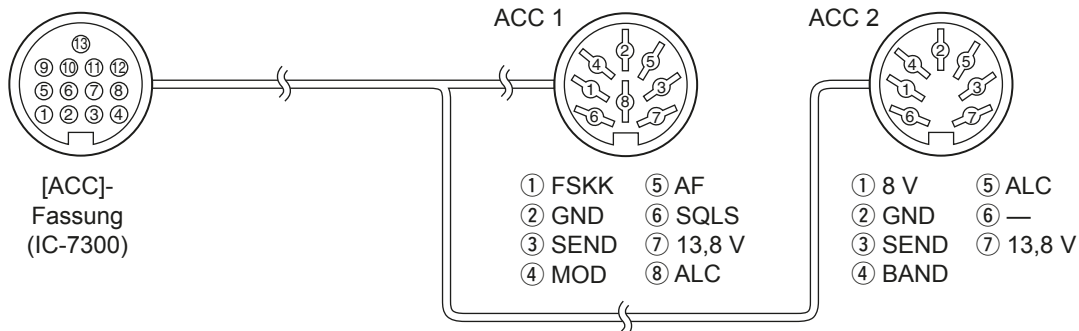 ACC 1
ACC 2
⑬
⑨ ⑩ ⑪ ⑫
⑤ ⑥ ⑦ ⑧
① ② ③ ④
② ④ ⑤ ① ③ ⑧ ⑥ ⑦
② ④ ⑤ ① ③ ⑥ ⑦
[ACC]-
Fassung
(IC-7300)
① FSKK ⑤ AF
② GND ⑥ SQLS
③ SEND ⑦ 13,8 V
④ MOD ⑧ ALC
① 8 V ⑤ ALC
② GND ⑥ —
③ SEND ⑦ 13,8 V
④ BAND